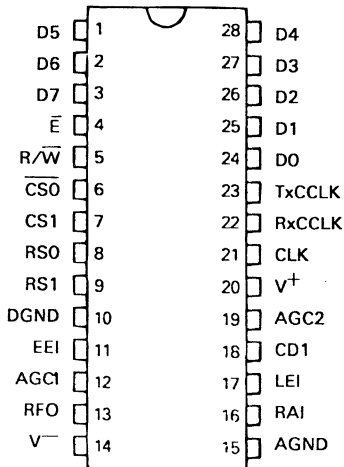 D5 1 28 D4
D6 2 27 D3
D7 3 26 D2
E̅ 4 25 D1
R/W̅ 5 24 D0
C̅S̅0̅ 6 23 TxCCLK
CS1 7 22 RxCCLK
RS0 8 21 CLK
RS1 9 20 V+
DGND 10 19 AGC2
EEI 11 18 CD1
AGC1 12 17 LEI
RFO 13 16 RAI
V− 14 15 AGND